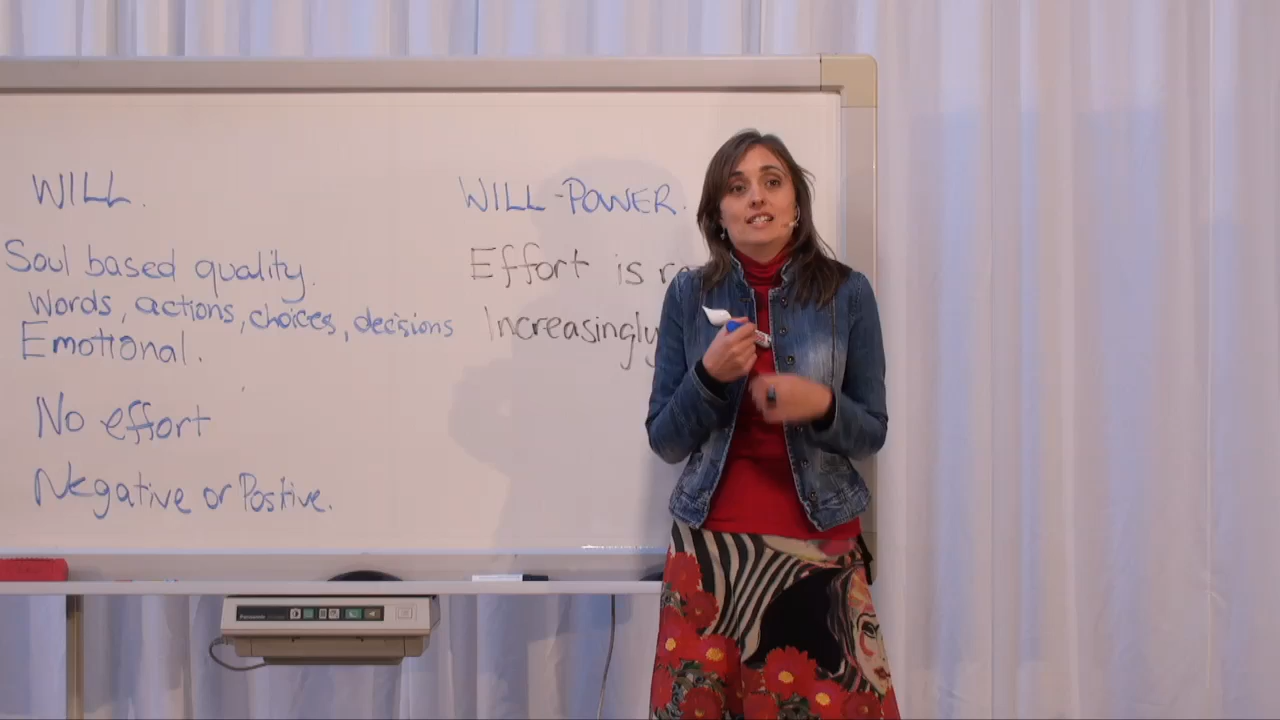 WILL.
Soul based quality.
Words, actions, choices, decisions
Emotional.
No effort
Negative or Postive.
WILL-POWER.
Effort is
Increasingly
Panasonic